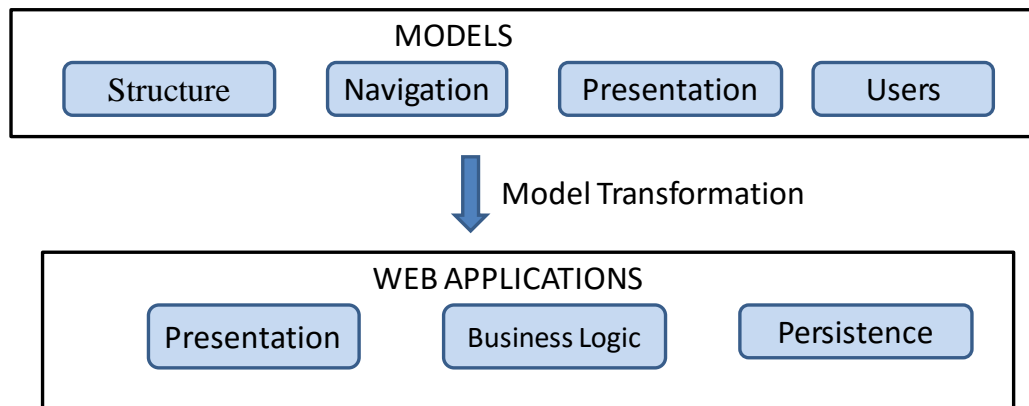 MODELS
Structure
Navigation
Presentation
Users
Model Transformation
WEB APPLICATIONS
Presentation
Business Logic
Persistence